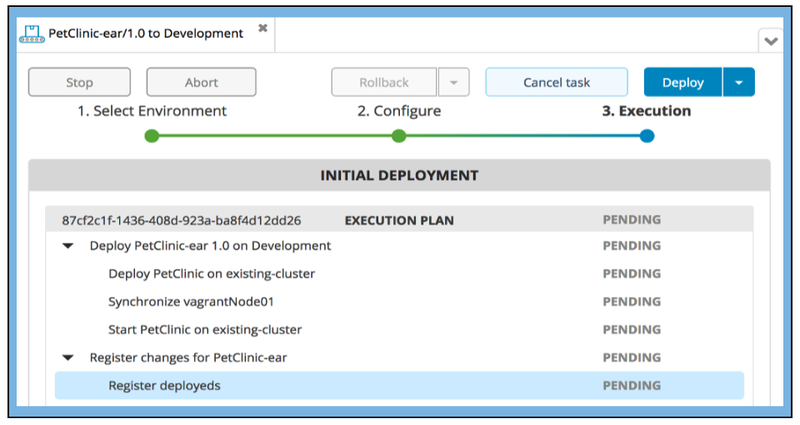 PetClinic-ear/1.0 to Development
Stop Abort Rollback Cancel task Deploy
1. Select Environment 2. Configure 3. Execution
INITIAL DEPLOYMENT
87cf2c1f-1436-408d-923a-ba8f4d12dd26 EXECUTION PLAN PENDING
Deploy PetClinic-ear 1.0 on Development PENDING
Deploy PetClinic on existing-cluster PENDING
Synchronize vagrantNode01 PENDING
Start PetClinic on existing-cluster PENDING
Register changes for PetClinic-ear PENDING
Register deployeds PENDING